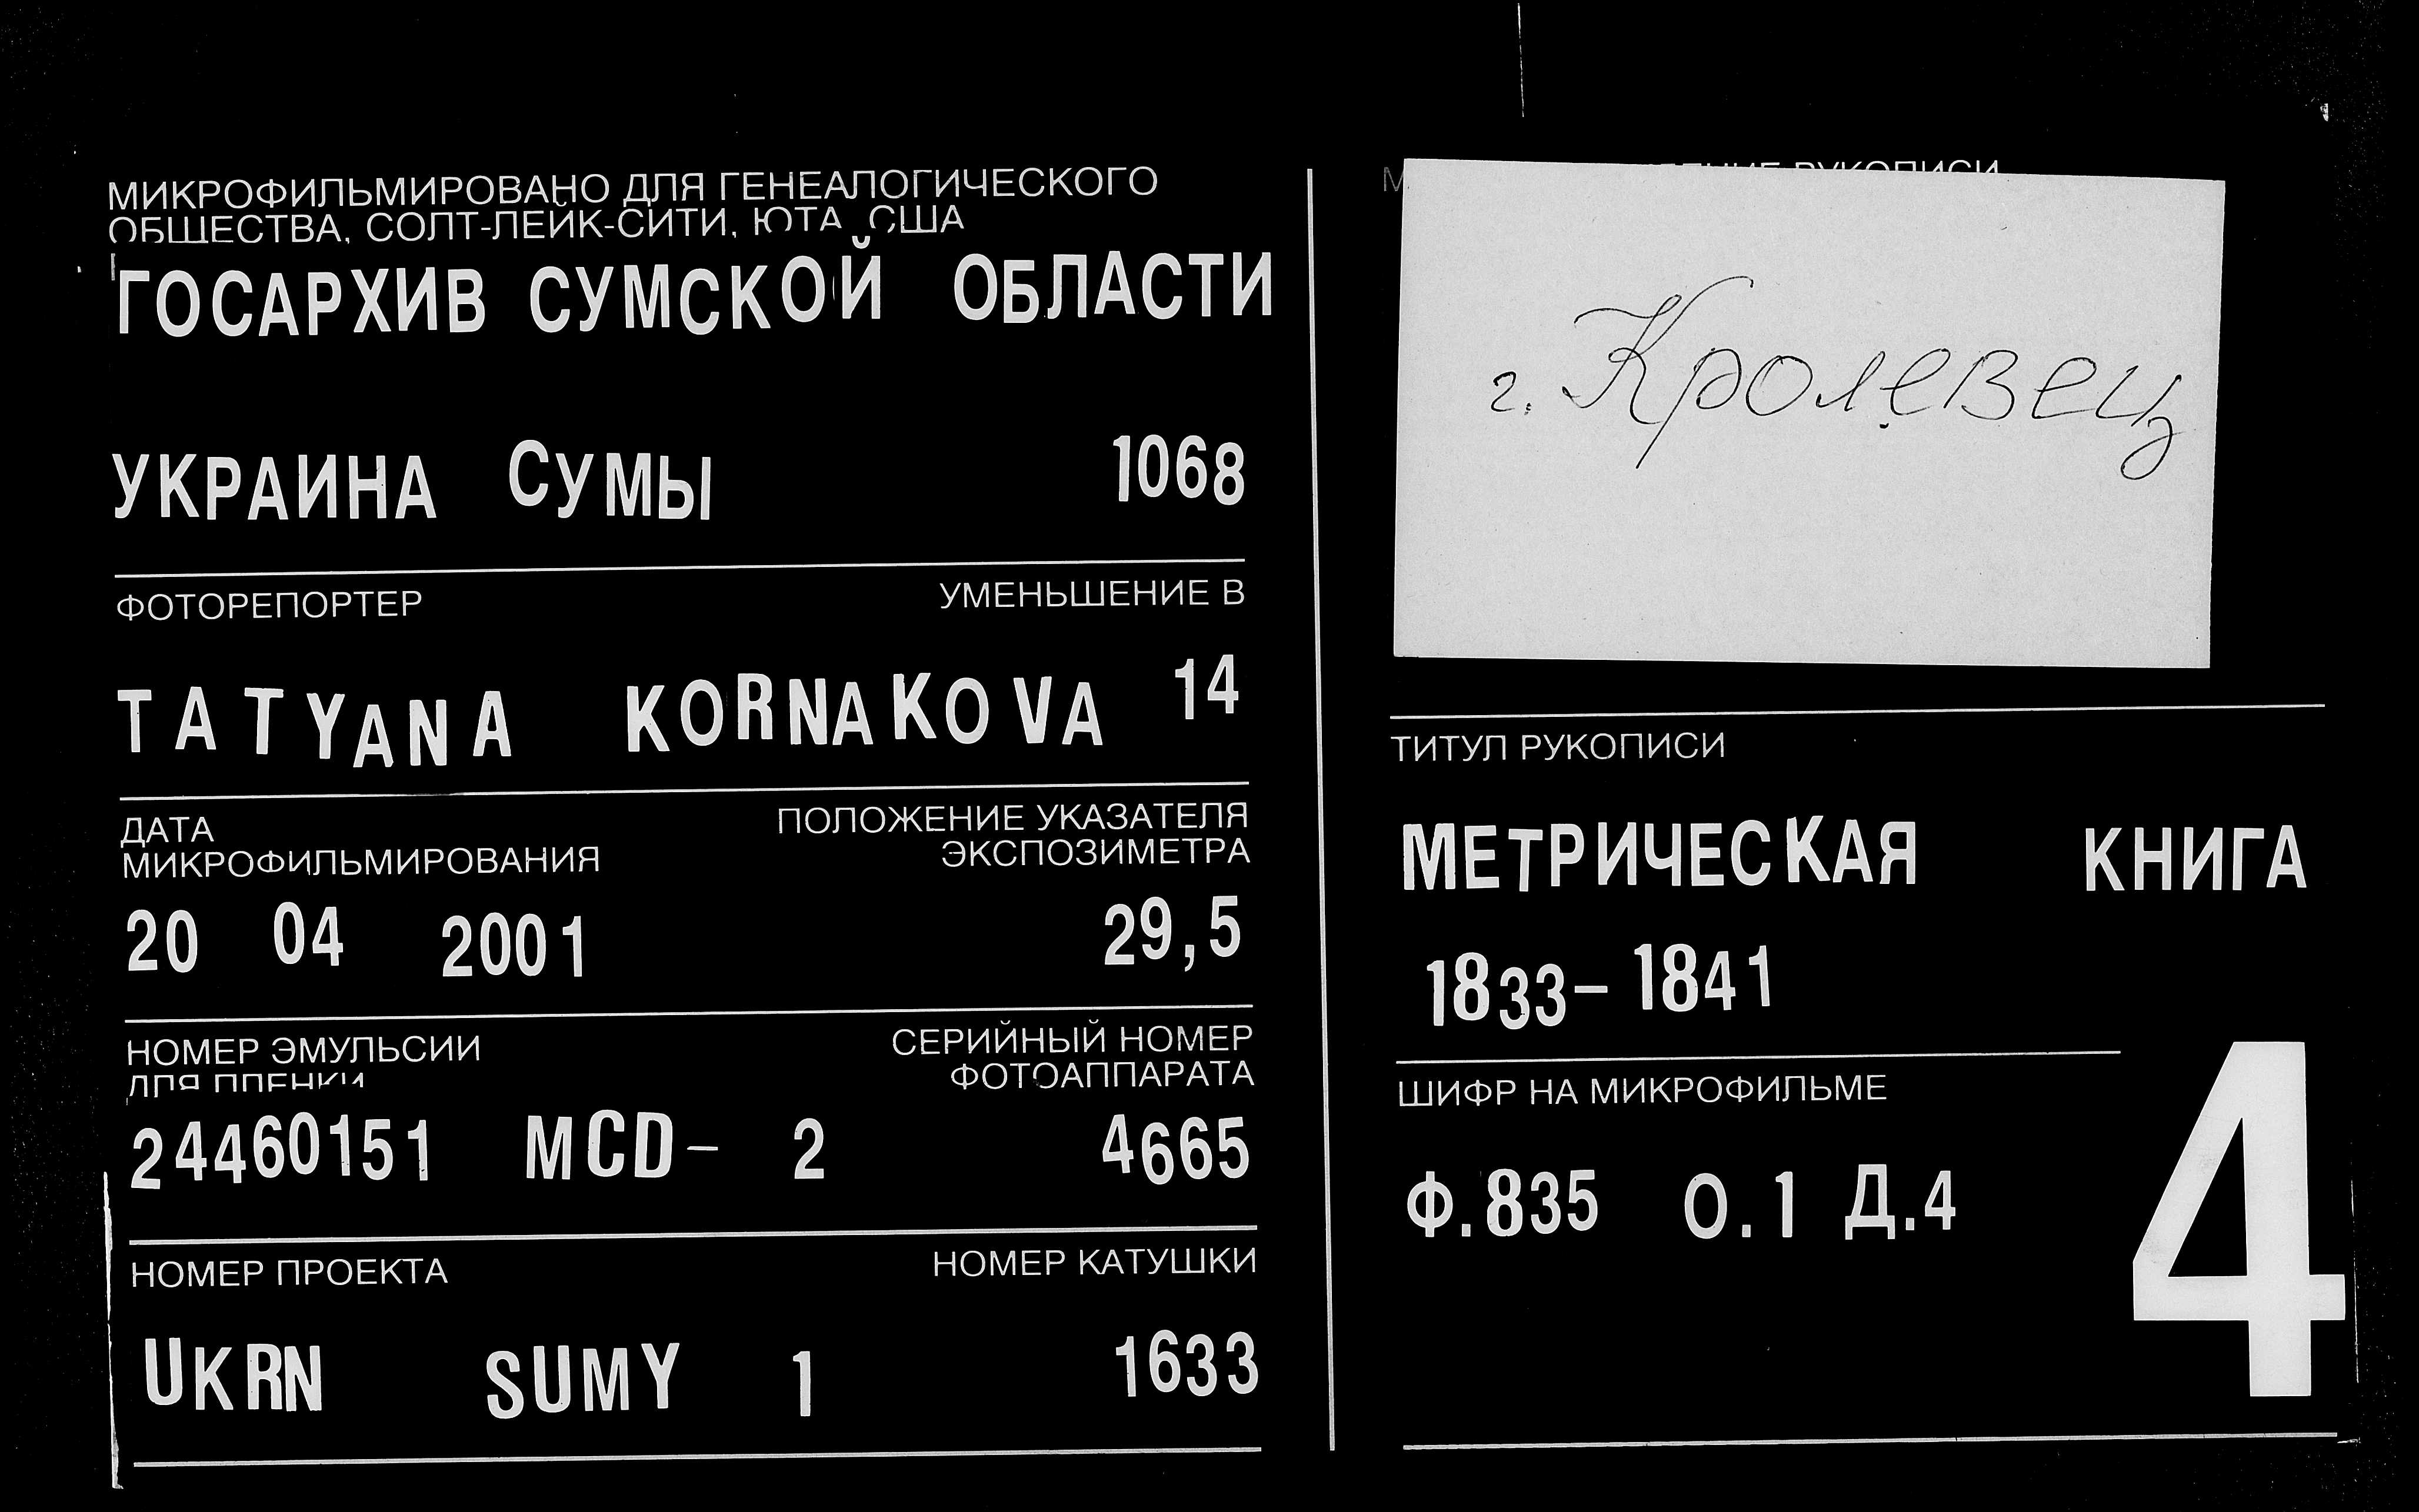 МИКРОФИЛЬМИРОВАНО ДЛЯ ГЕНЕАЛОГИЧЕСКОГО
ОБЩЕСТВА, СОЛТ-ЛЕЙК-СИТИ, ЮТА, США
ГОСАРХИВ СУМСКОЙ ОБЛАСТИ
УКРАИНА СУМЫ 1068
ФОТОРЕПОРТЕР УМЕНЬШЕНИЕ В
TATYANA KORNAKOVA 14
ДАТА
МИКРОФИЛЬМИРОВАНИЯ
ПОЛОЖЕНИЕ УКАЗАТЕЛЯ
ЭКСПОЗИМЕТРА
20 04 2001 29,5
НОМЕР ЭМУЛЬСИИ
ДЛЯ ПЛЕНКИ
СЕРИЙНЫЙ НОМЕР
ФОТОАППАРАТА
24460151 MCD- 2 4665
НОМЕР ПРОЕКТА НОМЕР КАТУШКИ
UKRN SUMY 1 1633
РУКОПИСИ
г. Кролевец
ТИТУЛ РУКОПИСИ
МЕТРИЧЕСКАЯ КНИГА
1833-1841
ШИФР НА МИКРОФИЛЬМЕ
Ф.835 О.1 Д.4
4